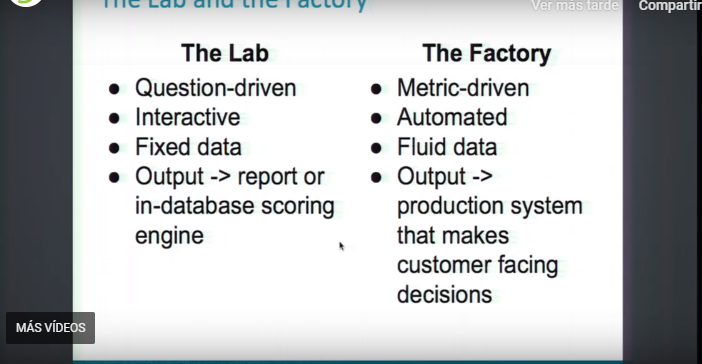 The Lab and the Factory
Ver más tarde
Compartir
The Lab
● Question-driven
● Interactive
● Fixed data
● Output -> report or
in-database scoring
engine
The Factory
● Metric-driven
● Automated
● Fluid data
● Output ->
production system
that makes
customer facing
decisions
MÁS VÍDEOS